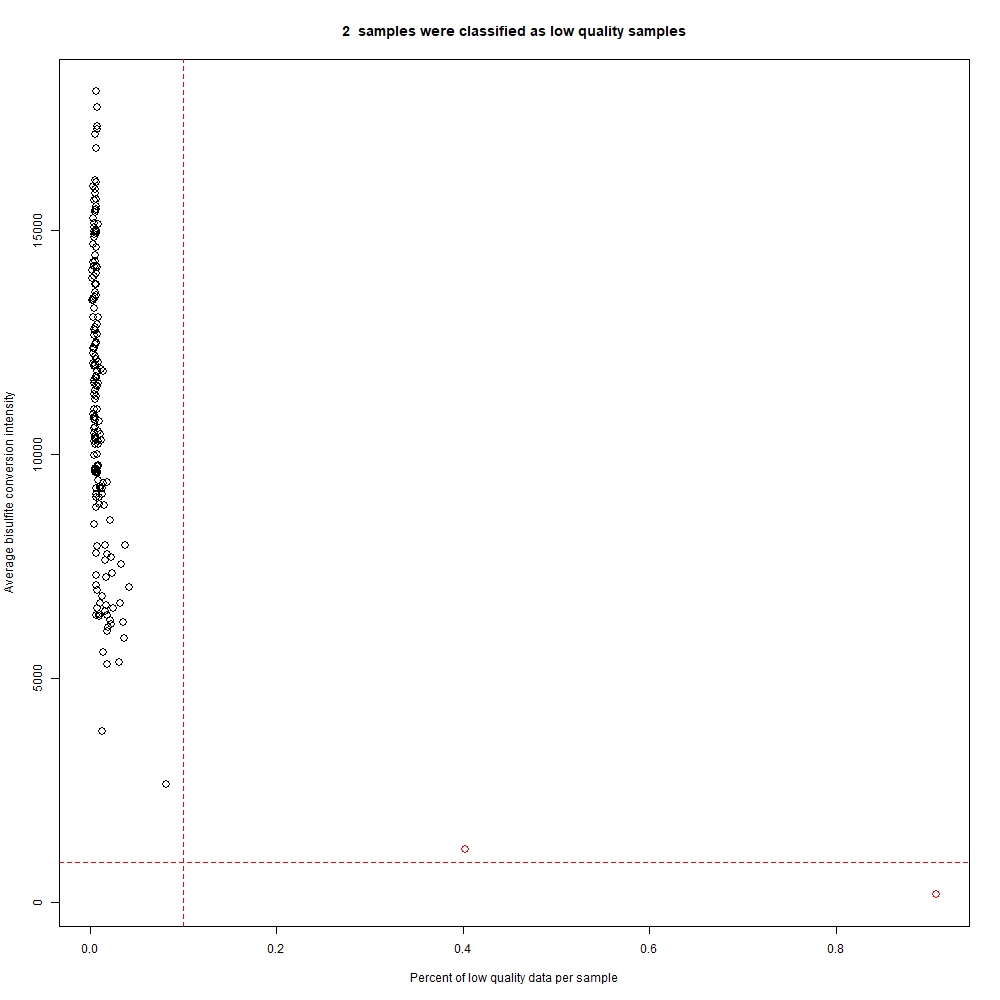 2  samples were classified as low quality samples
Average bisulfite conversion intensity
15000
10000
5000
0
0.0 0.2 0.4 0.6 0.8
Percent of low quality data per sample